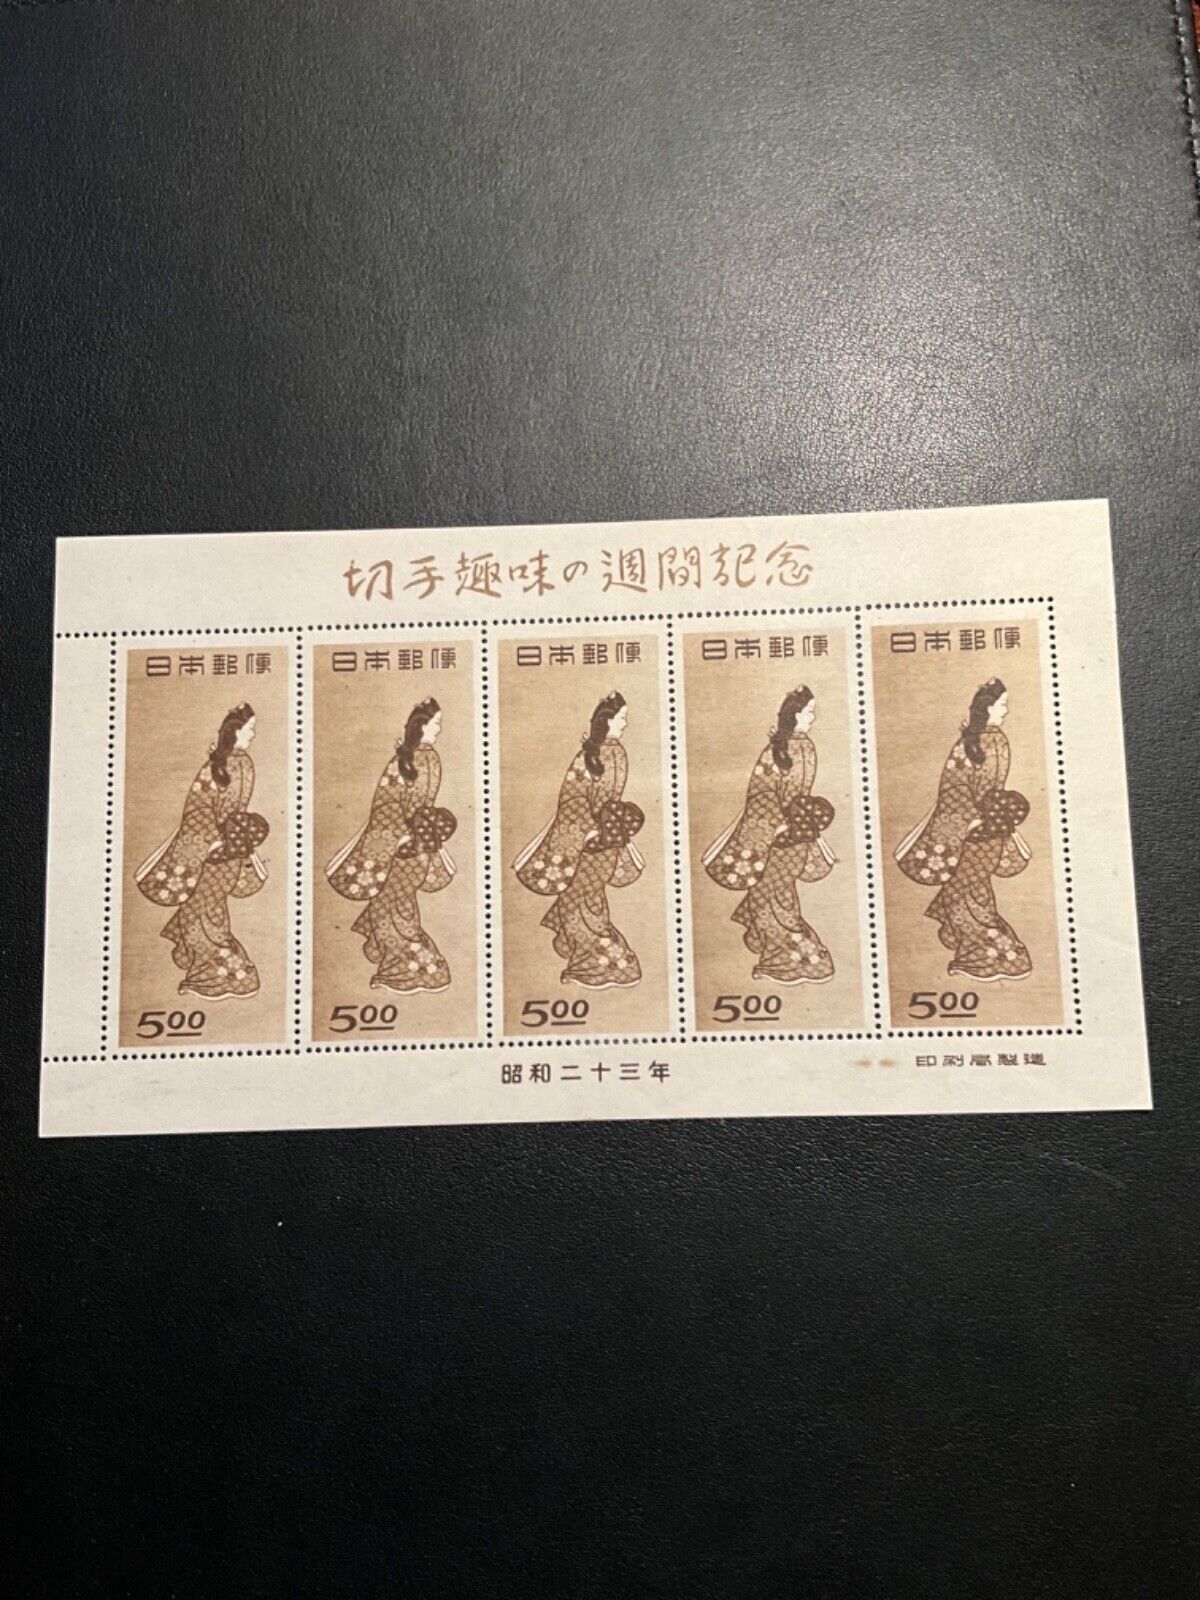 切手趣味の週間記念
日本郵便 日本郵便 日本郵便 日本郵便 日本郵便
5.00 5.00 5.00 5.00 5.00
昭和二十三年 印刷局製造